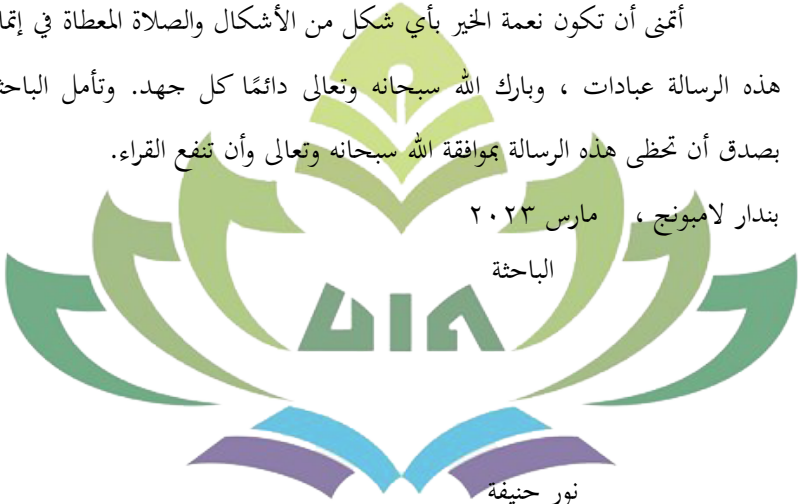 أتمنى أن تكون نعمة الخير بأي شكل من الأشكال والصلاة المعطاة في
هذه الرسالة عبادات ، وبارك الله سبحانه وتعالى دائمًا كل جهد. وتأمل
بصدق أن تحظى هذه الرسالة بموافقة الله سبحانه وتعالى وأن تنفع القراء.
بندار لامبونج ، مارس ٢٠٢٣
الباحثة
UIN
نور حنيفة